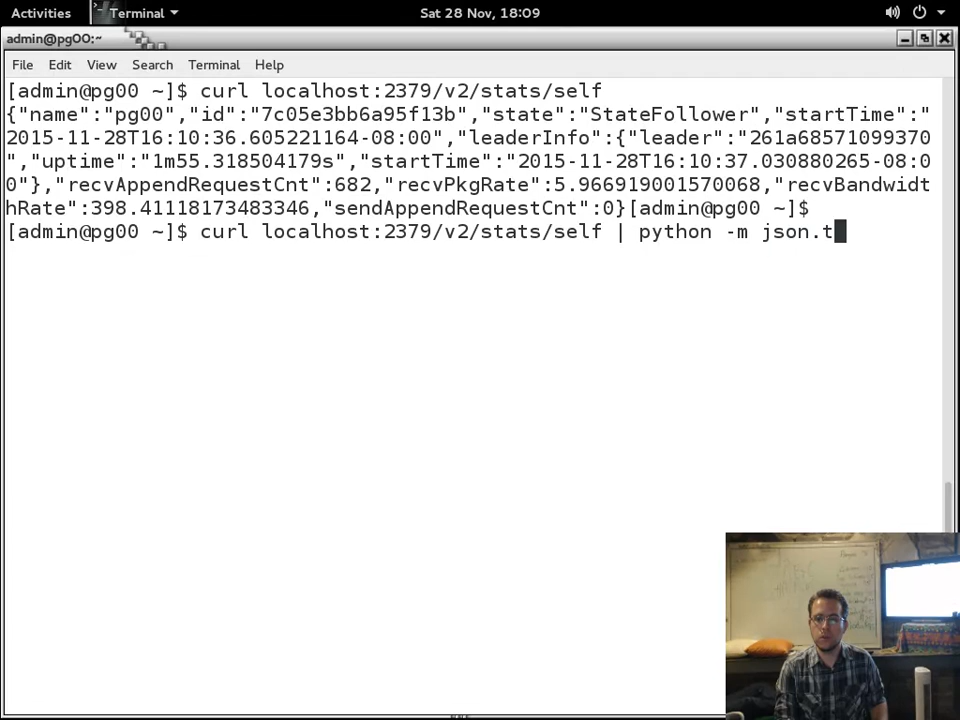 Activities Terminal Sat 28 Nov, 18:09
admin@pg00:~
File Edit View Search Terminal Help
[admin@pg00 ~]$ curl localhost:2379/v2/stats/self
{"name":"pg00","id":"7c05e3bb6a95f13b","state":"StateFollower","startTime":"
2015-11-28T16:10:36.605221164-08:00","leaderInfo":{"leader":"261a68571099370
","uptime":"1m55.318504179s","startTime":"2015-11-28T16:10:37.030880265-08:0
0"},"recvAppendRequestCnt":682,"recvPkgRate":5.966919001570068,"recvBandwidt
hRate":398.41118173483346,"sendAppendRequestCnt":0}[admin@pg00 ~]$
[admin@pg00 ~]$ curl localhost:2379/v2/stats/self | python -m json.t